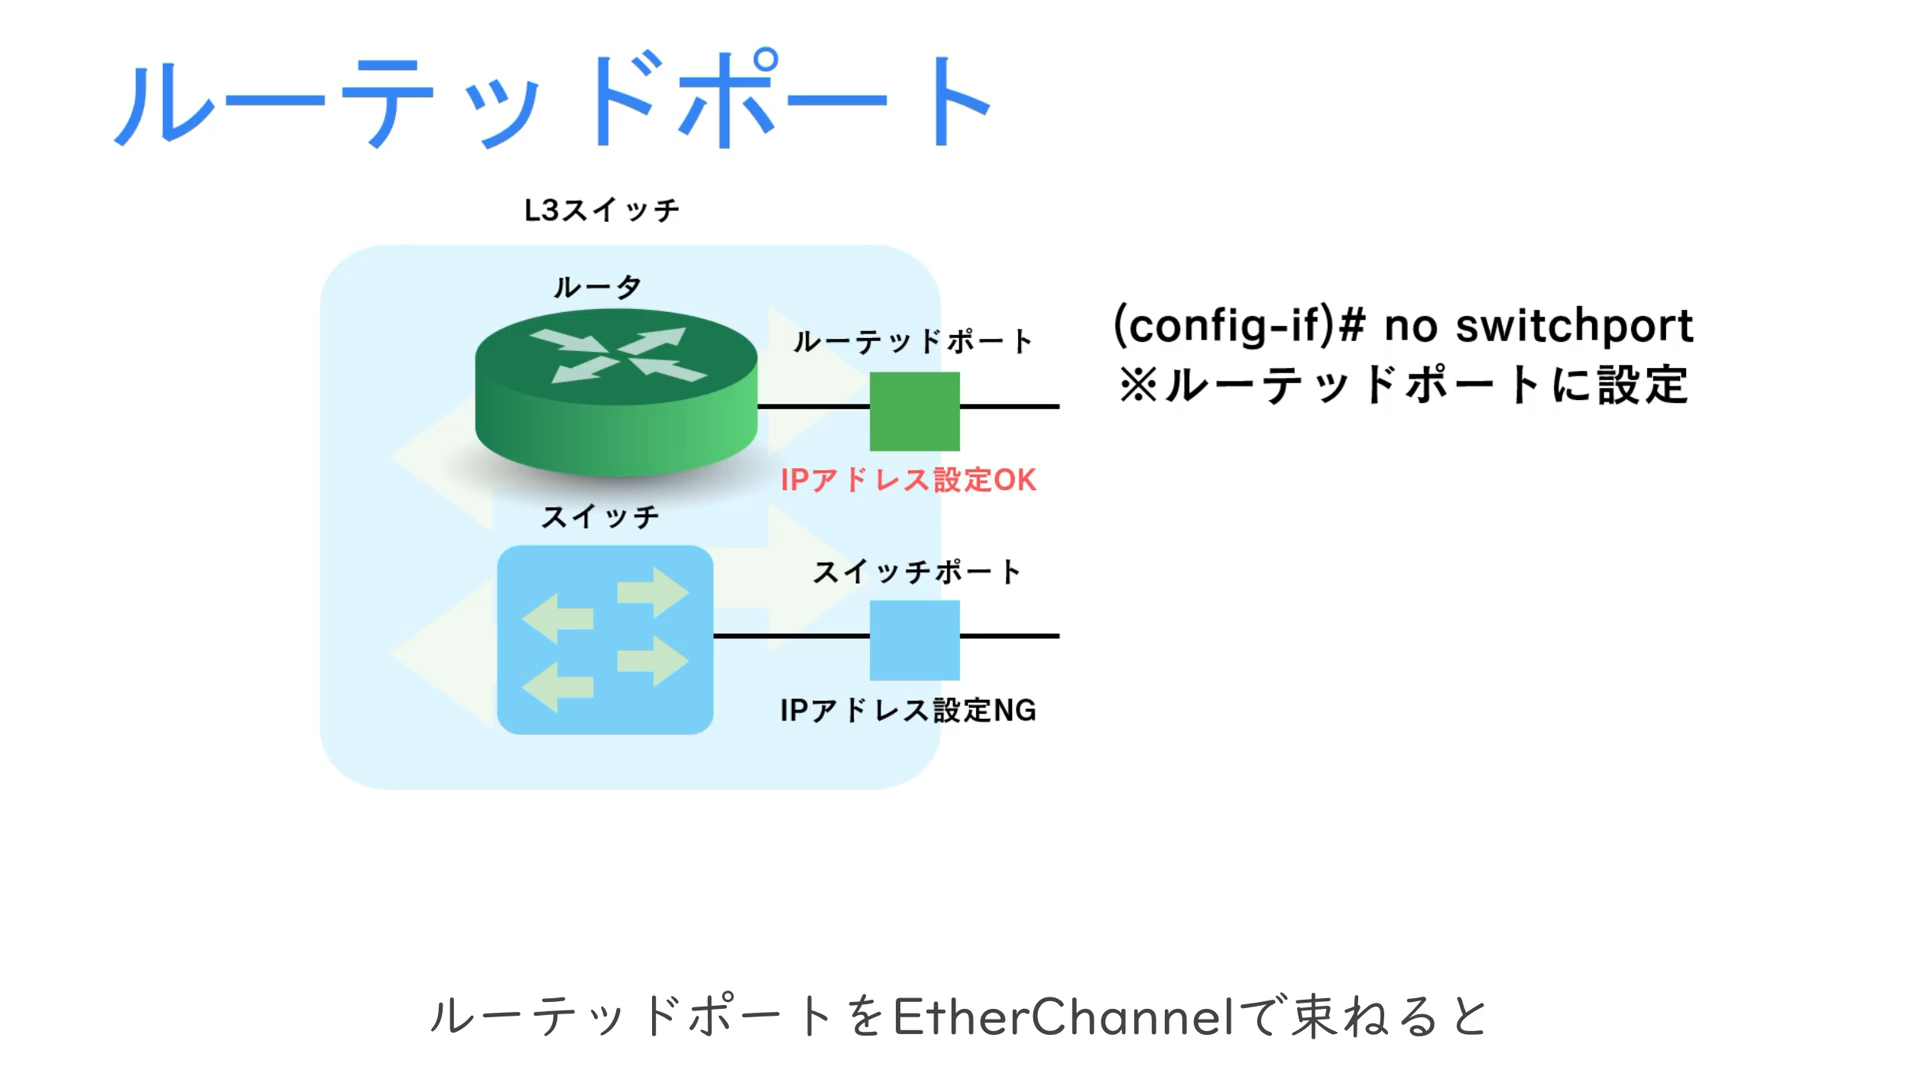 ルーテッドポート
L3スイッチ
ルータ
ルーテッドポート
IPアドレス設定OK
(config-if)# no switchport
※ルーテッドポートに設定
スイッチ
スイッチポート
IPアドレス設定NG
ルーテッドポートをEtherChannelで束ねると